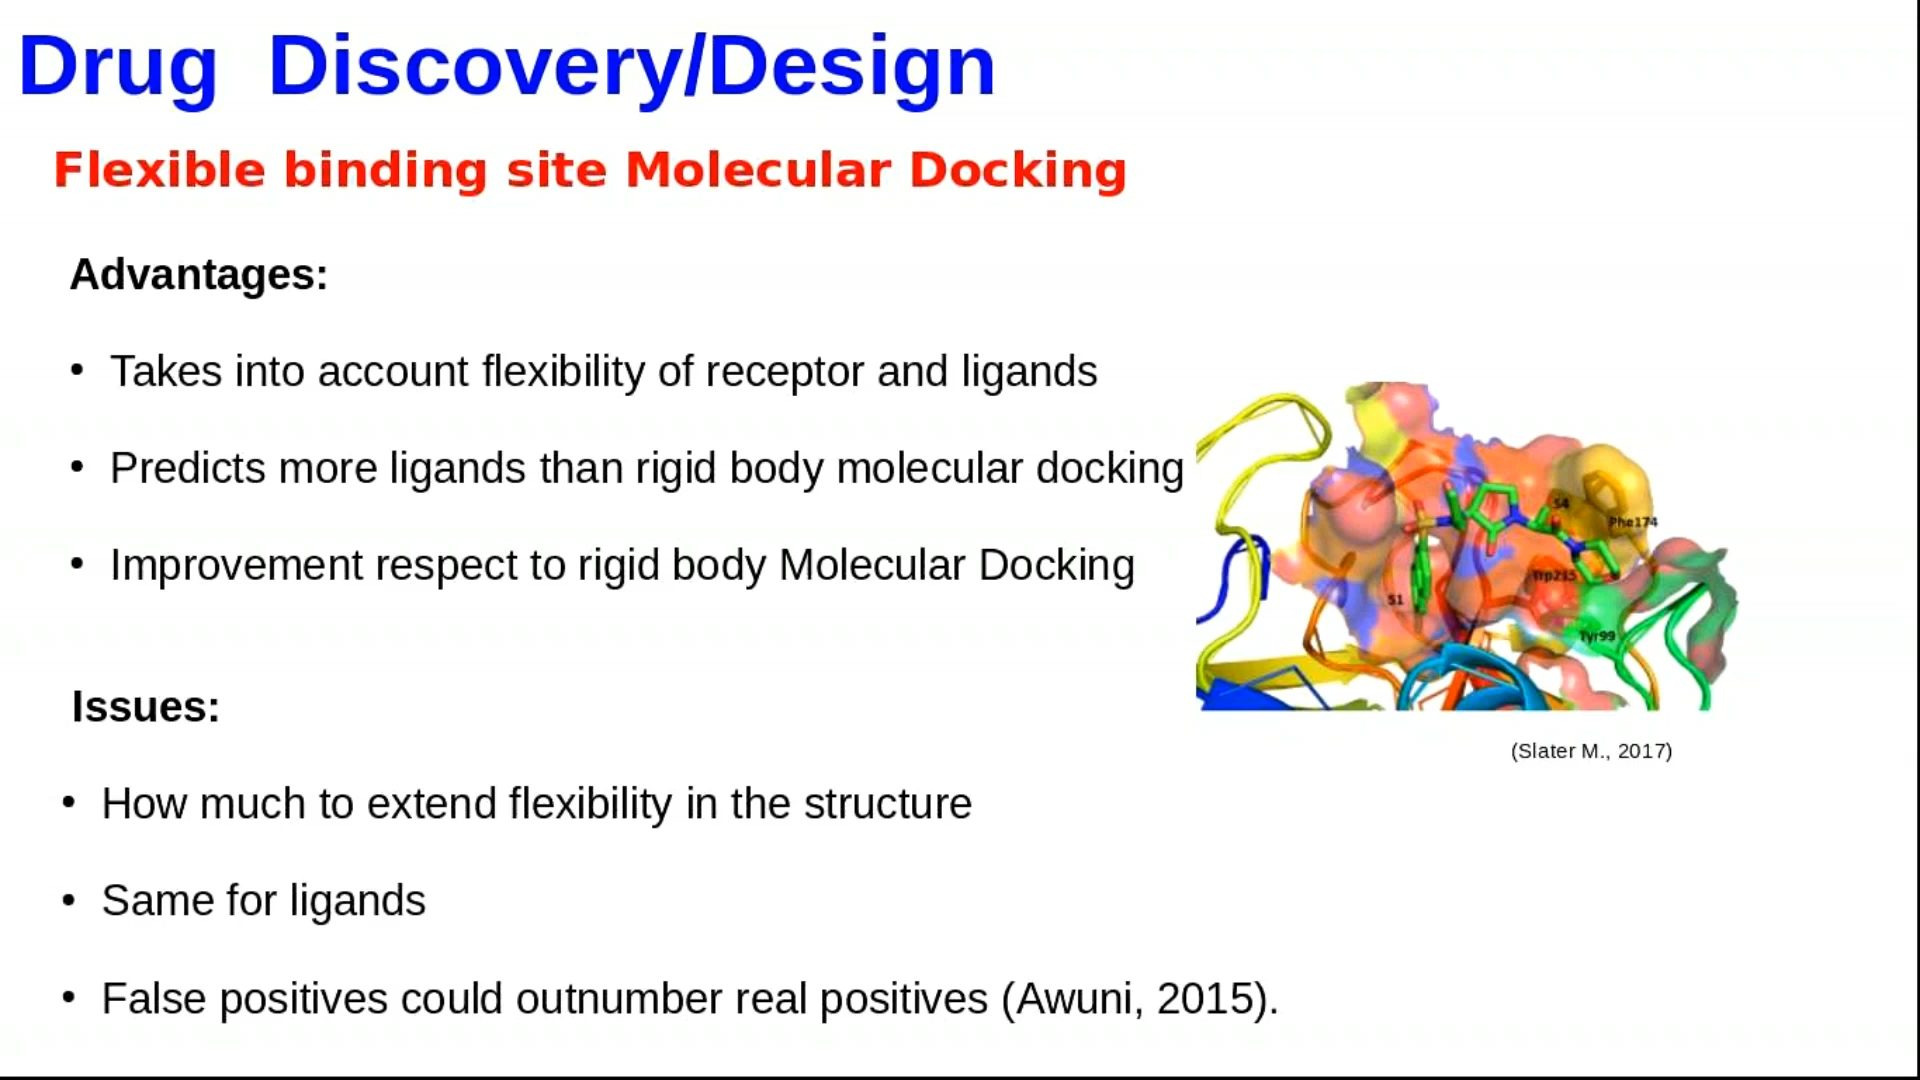 Drug Discovery/Design
Flexible binding site Molecular Docking
Advantages:
• Takes into account flexibility of receptor and ligands
• Predicts more ligands than rigid body molecular docking
• Improvement respect to rigid body Molecular Docking
S4
Phe174
Trp215
S1
Tyr99
(Slater M., 2017)
Issues:
• How much to extend flexibility in the structure
• Same for ligands
• False positives could outnumber real positives (Awuni, 2015).